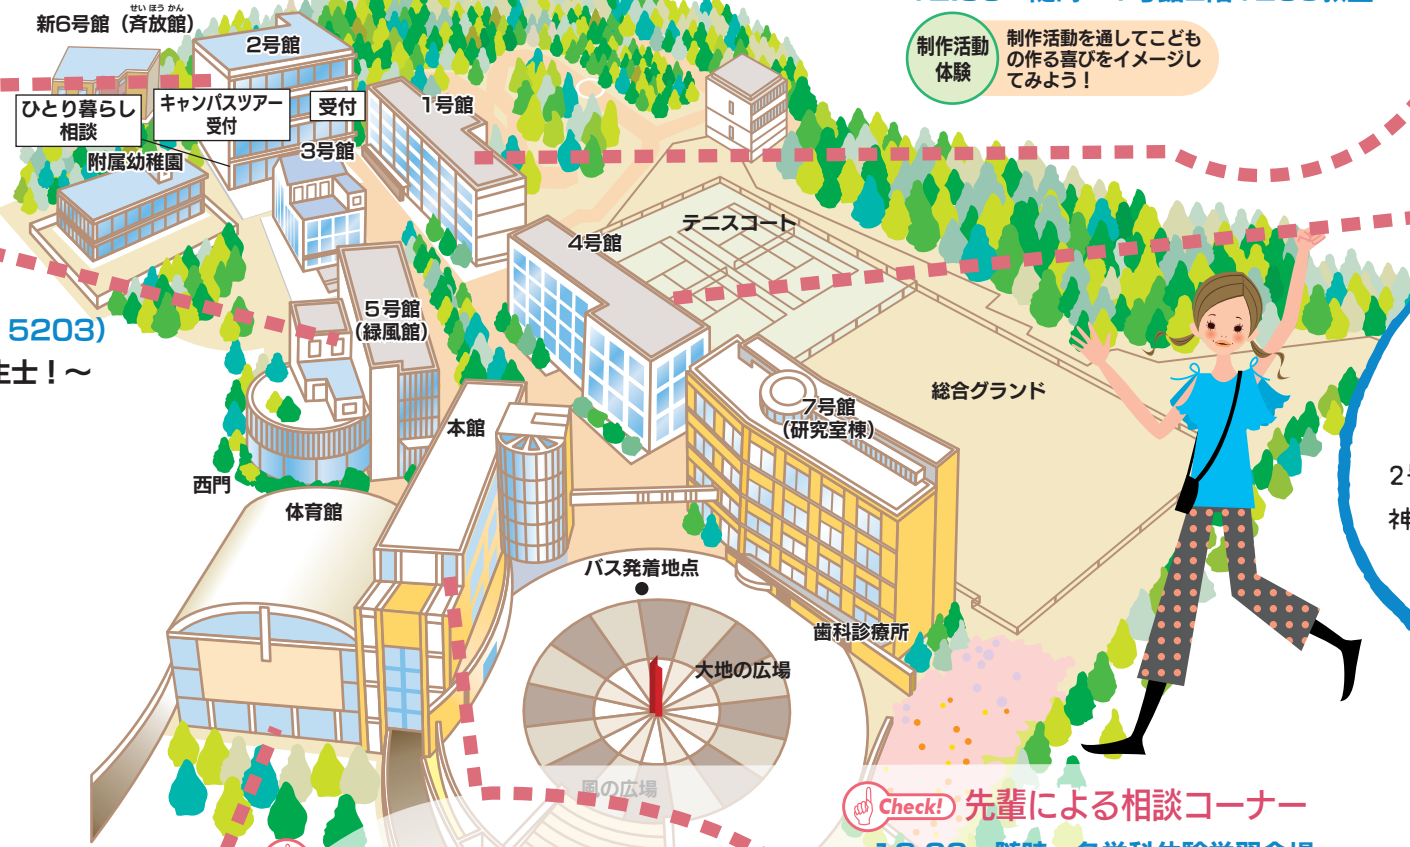 せいほうかん
新6号館（斉放館）
2号館
制作活動
体験
制作活動を通してこども
の作る喜びをイメージし
てみよう！
ひとり暮らし
相談
キャンパスツアー
受付
受付
1号館
3号館
附属幼稚園
テニスコート
4号館
5号館
（緑風館）
5203）
士！〜
総合グランド
7号館
（研究室棟）
本館
西門
体育館
2
神
バス発着地点
歯科診療所
大地の広場
風の広場
Check! 先輩による相談コーナー